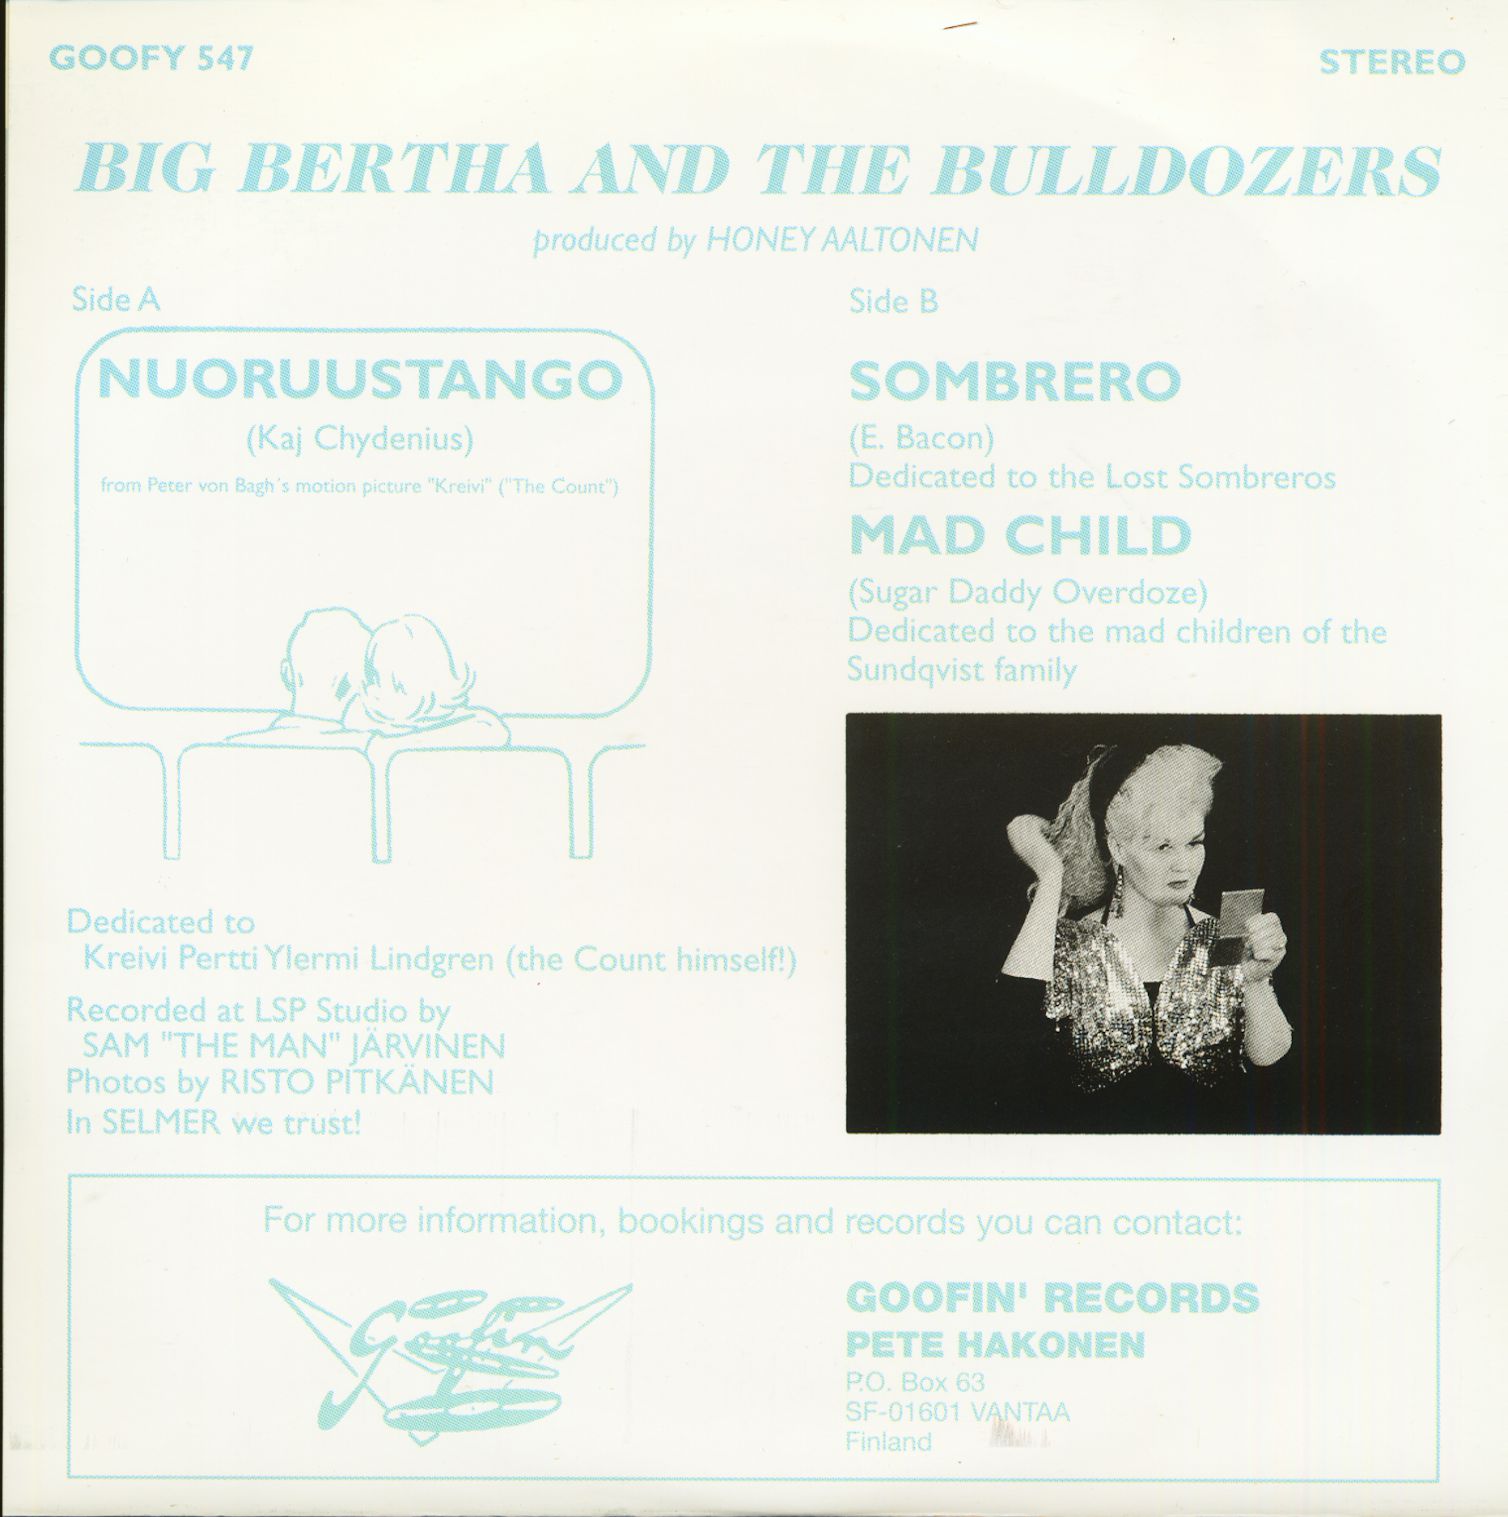 GOOFY 547
STEREO
BIG BERTHA AND THE BULLDOZERS
produced by HONEY AALTONEN
Side A
NUORUUSTANGO
(Kaj Chydenius)
from Peter von Bagh´s motion picture "Kreivi" ("The Count")
Dedicated to
Kreivi Pertti Ylermi Lindgren (the Count himself!)
Recorded at LSP Studio by
SAM "THE MAN" JÄRVINEN
Photos by RISTO PITKÄNEN
In SELMER we trust!
Side B
SOMBRERO
(E. Bacon)
Dedicated to the Lost Sombreros
MAD CHILD
(Sugar Daddy Overdoze)
Dedicated to the mad children of the
Sundqvist family
For more information, bookings and records you can contact:
Goofin
GOOFIN' RECORDS
PETE HAKONEN
P.O. Box 63
SF-01601 VANTAA
Finland